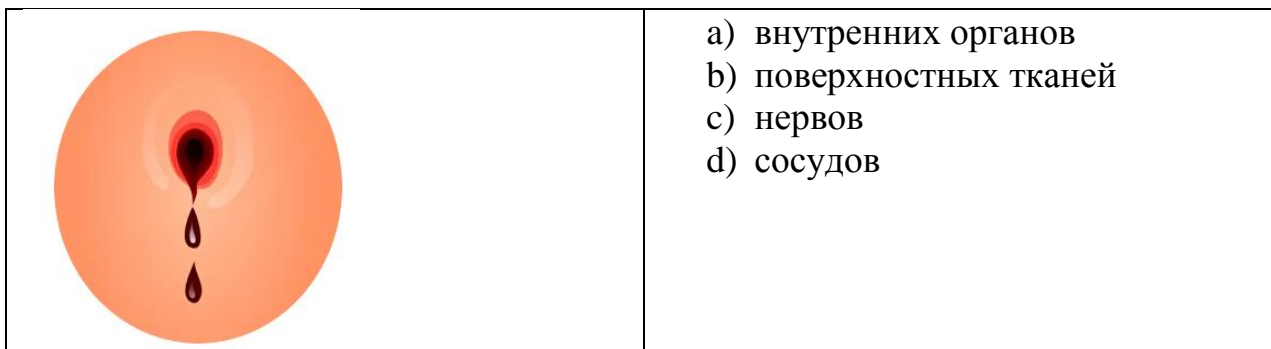 a) внутренних органов
b) поверхностных тканей
c) нервов
d) сосудов